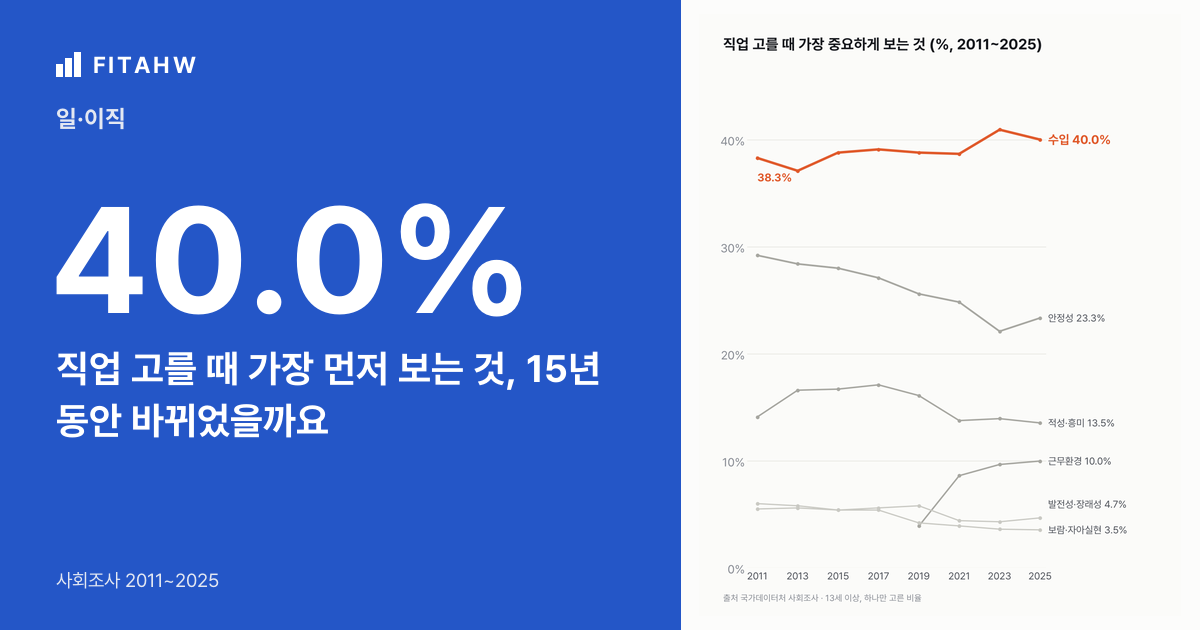 FITAHW
일·이직
40.0%
직업 고를 때 가장 먼저 보는 것, 15년
동안 바뀌었을까요
사회조사 2011~2025
직업 고를 때 가장 중요하게 보는 것 (%, 2011~2025)
40%
수입 40.0%
38.3%
30%
안정성 23.3%
20%
적성·흥미 13.5%
10%
근무환경 10.0%
발전성·장래성 4.7%
보람·자아실현 3.5%
0%
2011 2013 2015 2017 2019 2021 2023 2025
출처 국가데이터처 사회조사 · 13세 이상, 하나만 고른 비율